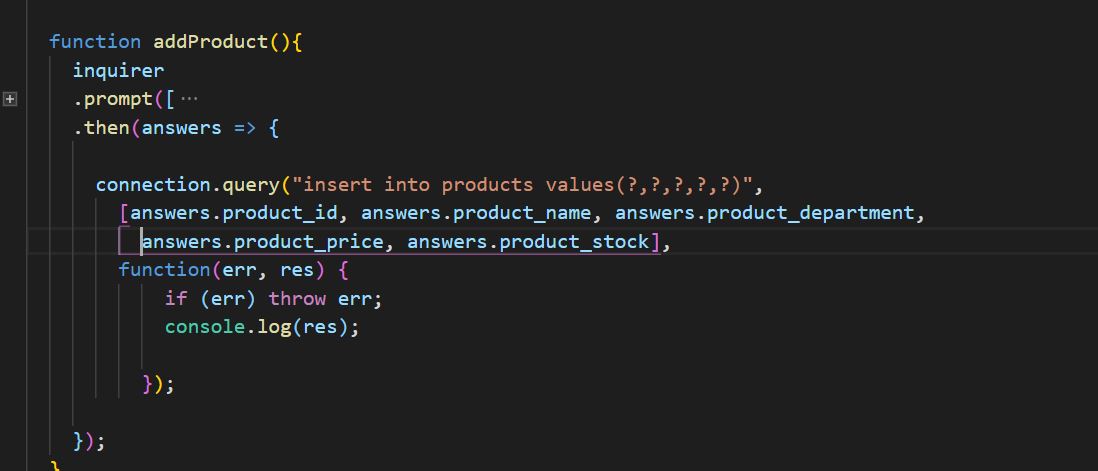 function addProduct(){
inquirer
.prompt([ ···
.then(answers => {
connection.query("insert into products values(?,?,?,?,?)",
[answers.product_id, answers.product_name, answers.product_department,
answers.product_price, answers.product_stock],
function(err, res) {
if (err) throw err;
console.log(res);
});
});
}